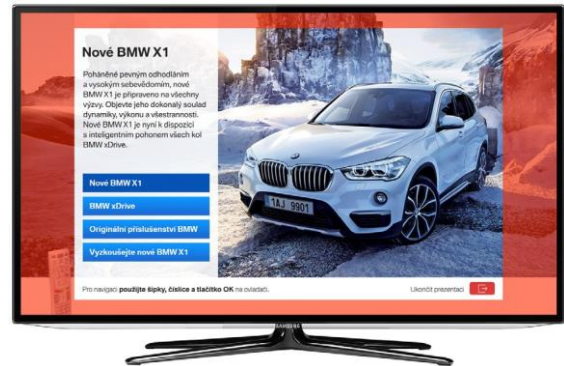 Nové BMW X1
Poháněné pevným odhodláním
a vysokým sebevědomím, nové
BMW X1 je připraveno na všechny
výzvy. Objevte jeho dokonalý soulad
dynamiky, výkonu a všestrannosti.
Nové BMW X1 je nyní k dispozici
s inteligentním pohonem všech kol
BMW xDrive.
Nové BMW X1
BMW xDrive
Originální příslušenství BMW
Vyzkoušejte nové BMW X1
1AJ 9901
Pro navigaci použijte šipky, číslice a tlačítko OK na ovladači.
Ukončit prezentaci
SAMSUNG